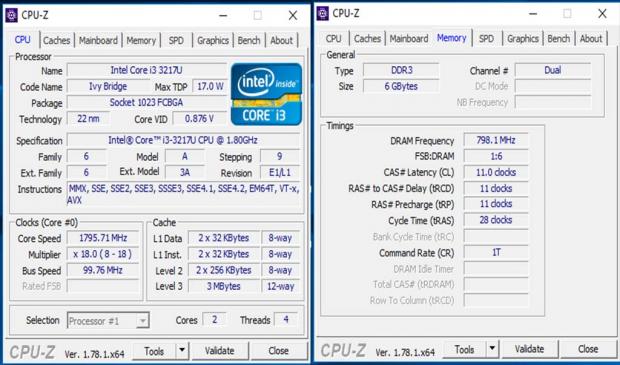 CPU-Z
CPU Caches Mainboard Memory SPD Graphics Bench About
Processor
Name Intel Core i3 3217U
Code Name Ivy Bridge Max TDP 17.0 W
Package Socket 1023 FCBGA
Technology 22 nm Core VID 0.876 V
intel inside™
CORE i3
Specification Intel® Core™ i3-3217U CPU @ 1.80GHz
Family 6 Model A Stepping 9
Ext. Family 6 Ext. Model 3A Revision E1/L1
Instructions MMX, SSE, SSE2, SSE3, SSSE3, SSE4.1, SSE4.2, EM64T, VT-x,
AVX
Clocks (Core #0)
Core Speed 1795.71 MHz
Multiplier x 18.0 ( 8 - 18 )
Bus Speed 99.76 MHz
Rated FSB
Cache
L1 Data 2 x 32 KBytes 8-way
L1 Inst. 2 x 32 KBytes 8-way
Level 2 2 x 256 KBytes 8-way
Level 3 3 MBytes 12-way
Selection Processor #1 Cores 2 Threads 4
CPU-Z Ver. 1.78.1.x64 Tools Validate Close
CPU-Z
CPU Caches Mainboard Memory SPD Graphics Bench About
General
Type DDR3 Channel # Dual
Size 6 GBytes DC Mode
NB Frequency
Timings
DRAM Frequency 798.1 MHz
FSB:DRAM 1:6
CAS# Latency (CL) 11.0 clocks
RAS# to CAS# Delay (tRCD) 11 clocks
RAS# Precharge (tRP) 11 clocks
Cycle Time (tRAS) 28 clocks
Bank Cycle Time (tRC)
Command Rate (CR) 1T
DRAM Idle Timer
Total CAS# (tRDRAM)
Row To Column (tRCD)
CPU-Z Ver. 1.78.1.x64 Tools Validate Close